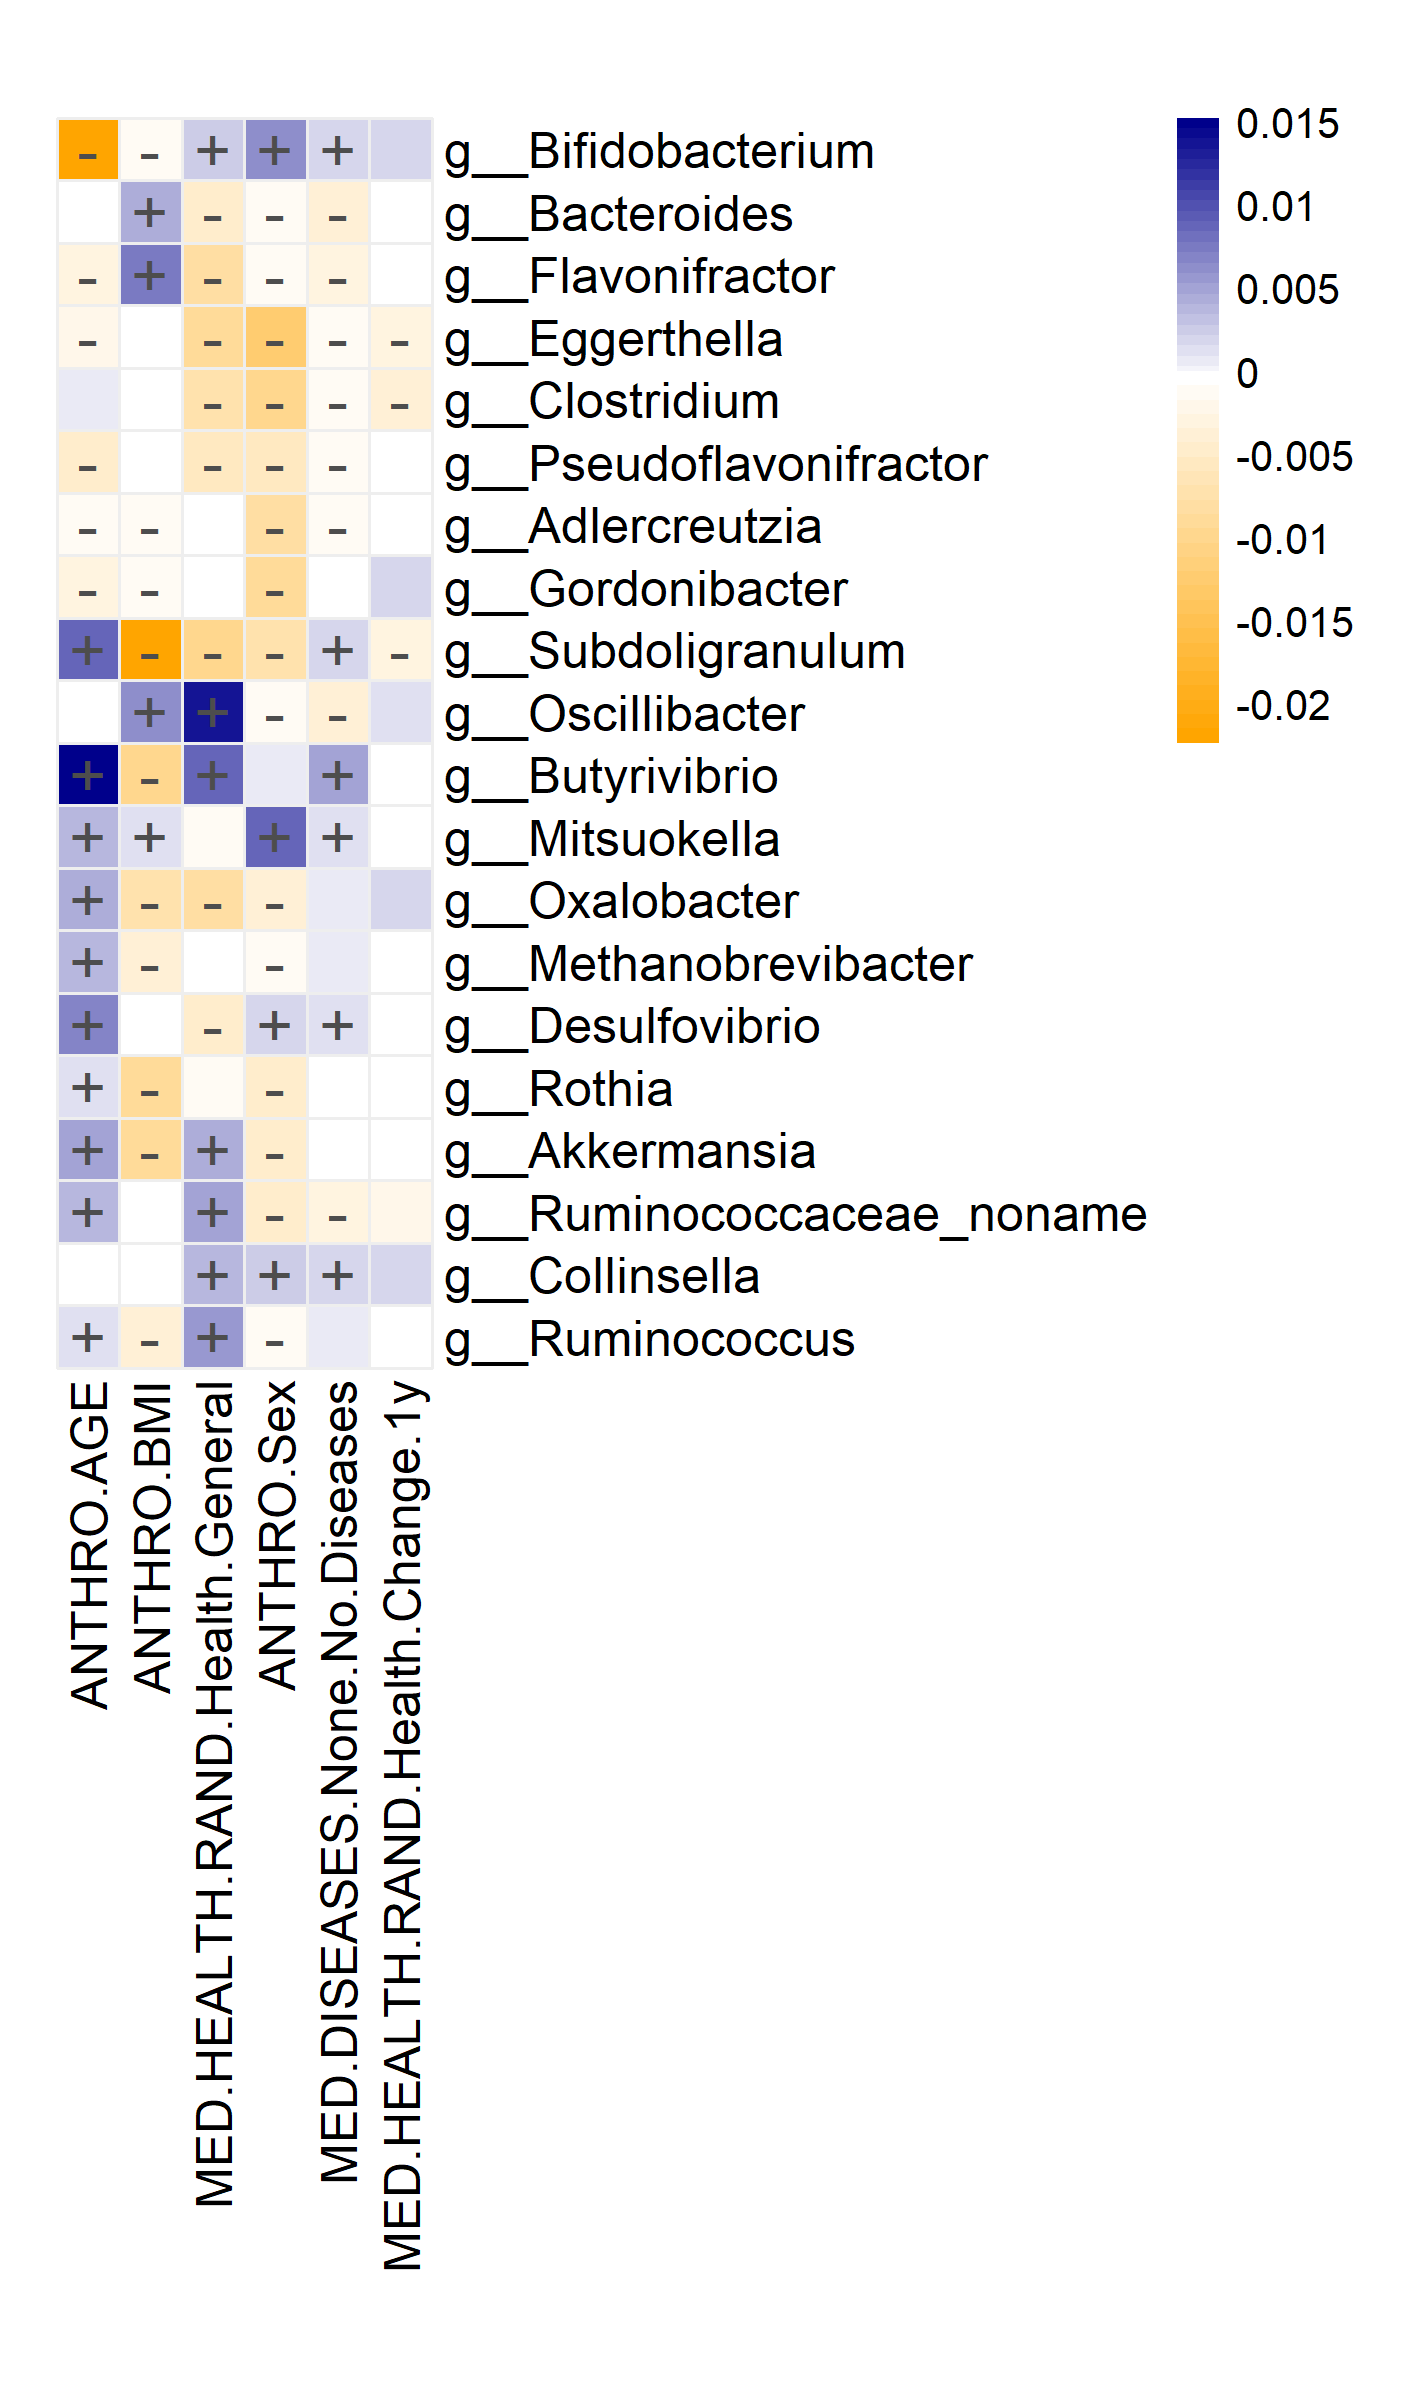 - - + + + g__Bifidobacterium
+ - - - g__Bacteroides
- + - - - g__Flavonifractor
- - - - - g__Eggerthella
- - - - g__Clostridium
- - - - g__Pseudoflavonifractor
- - - - g__Adlercreutzia
- - - g__Gordonibacter
+ - - - + - g__Subdoligranulum
+ + - - g__Oscillibacter
+ - + + g__Butyrivibrio
+ + + + g__Mitsuokella
+ - - - g__Oxalobacter
+ - - g__Methanobrevibacter
+ - + + g__Desulfovibrio
+ - - g__Rothia
+ - + - g__Akkermansia
+ + - - g__Ruminococcaceae_noname
+ + + g__Collinsella
+ - + - g__Ruminococcus
ANTHRO.AGE
ANTHRO.BMI
MED.HEALTH.RAND.Health.General
ANTHRO.Sex
MED.DISEASES.None.No.Diseases
MED.HEALTH.RAND.Health.Change.1y
0.015
0.01
0.005
0
-0.005
-0.01
-0.015
-0.02